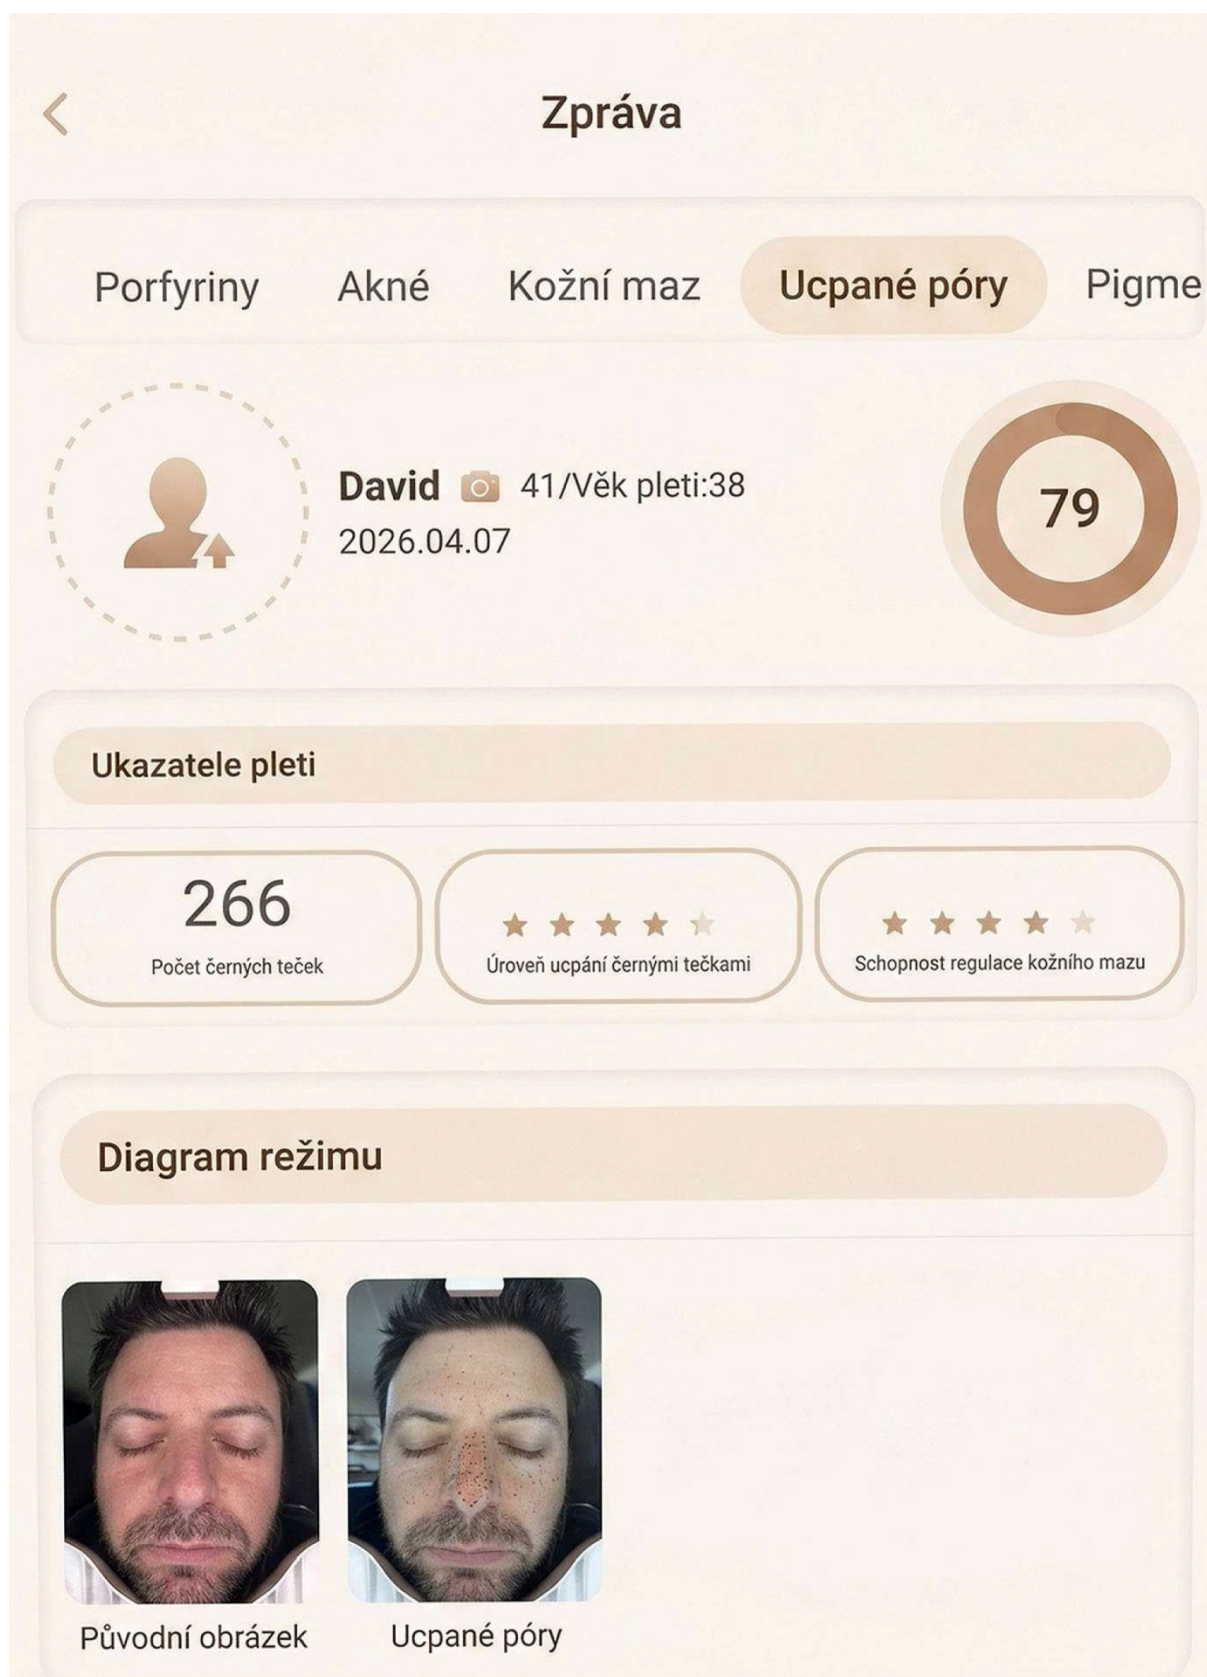 Zpráva
Porfyriny Akné Kožní maz Ucpané póry Pigme
David 41/Věk pleti:38
2026.04.07
79
Ukazatele pleti
266
Počet černých teček
Úroveň ucpání černými tečkami
Schopnost regulace kožního mazu
Diagram režimu
Původní obrázek
Ucpané póry